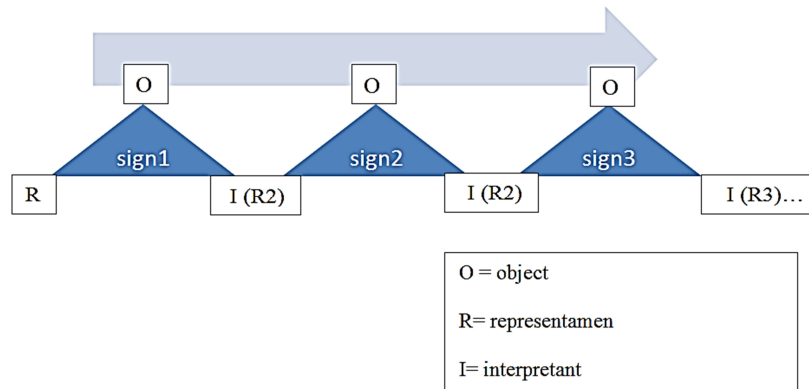 O O O
sign1 sign2 sign3
R I (R2) I (R2) I (R3)...
O = object
R= representamen
I= interpretant